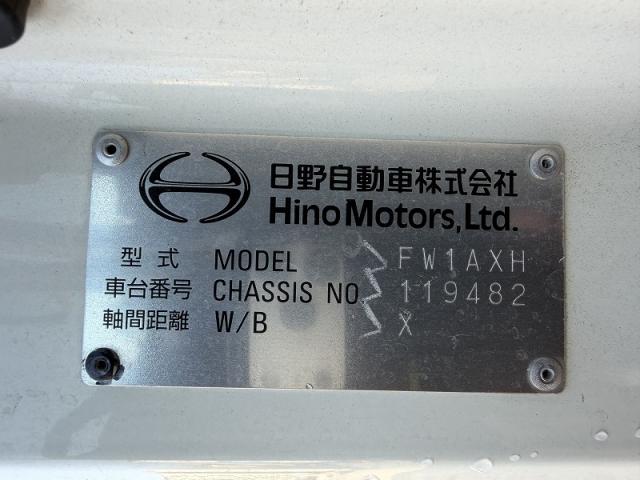 日野自動車株式会社
Hino Motors, Ltd.
型式 MODEL FW1AXH
車台番号 CHASSIS NO. 119482
軸間距離 W/B X